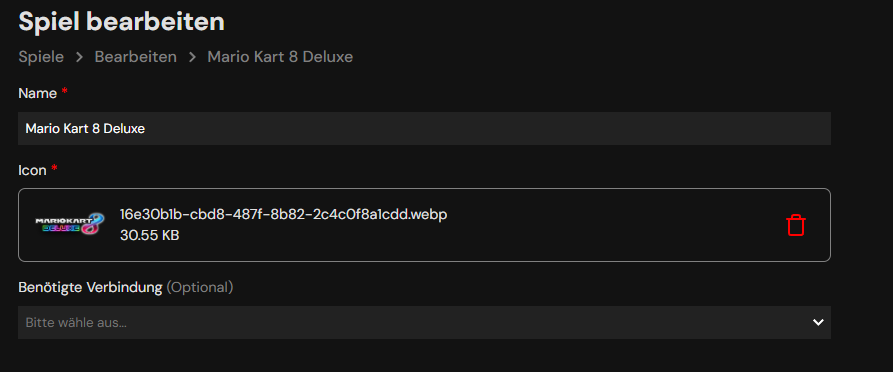 Spiel bearbeiten
Spiele > Bearbeiten > Mario Kart 8 Deluxe
Name *
Mario Kart 8 Deluxe
Icon *
MARIOKART 8
DELUXE
16e30b1b-cbd8-487f-8b82-2c4c0f8a1cdd.webp
30.55 KB
Benötigte Verbindung (Optional)
Bitte wähle aus...